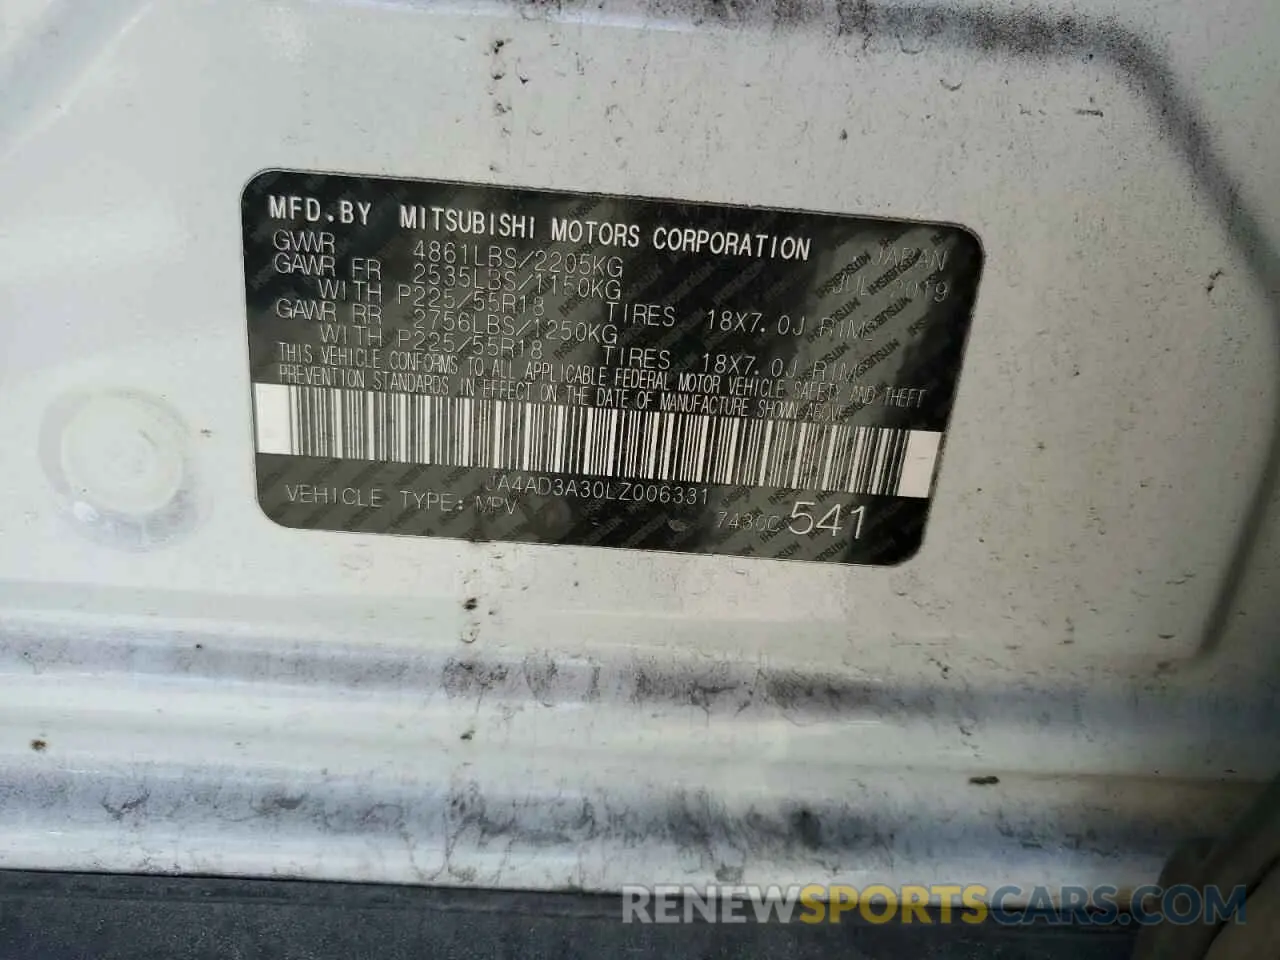 MFD.BY MITSUBISHI MOTORS CORPORATION JAPAN
GVWR 4861LBS/2205KG JUL 2019
GAWR FR 2535LBS/1150KG
WITH P225/55R18 TIRES 18X7.0J RIMS
GAWR RR 2756LBS/1250KG
WITH P225/55R18 TIRES 18X7.0J RIMS
THIS VEHICLE CONFORMS TO ALL APPLICABLE FEDERAL MOTOR VEHICLE SAFETY AND THEFT
PREVENTION STANDARDS IN EFFECT ON THE DATE OF MANUFACTURE SHOWN ABOVE.
JA4AD3A30LZ006331
VEHICLE TYPE: MPV
541
RENEWSPORTSCARS.COM